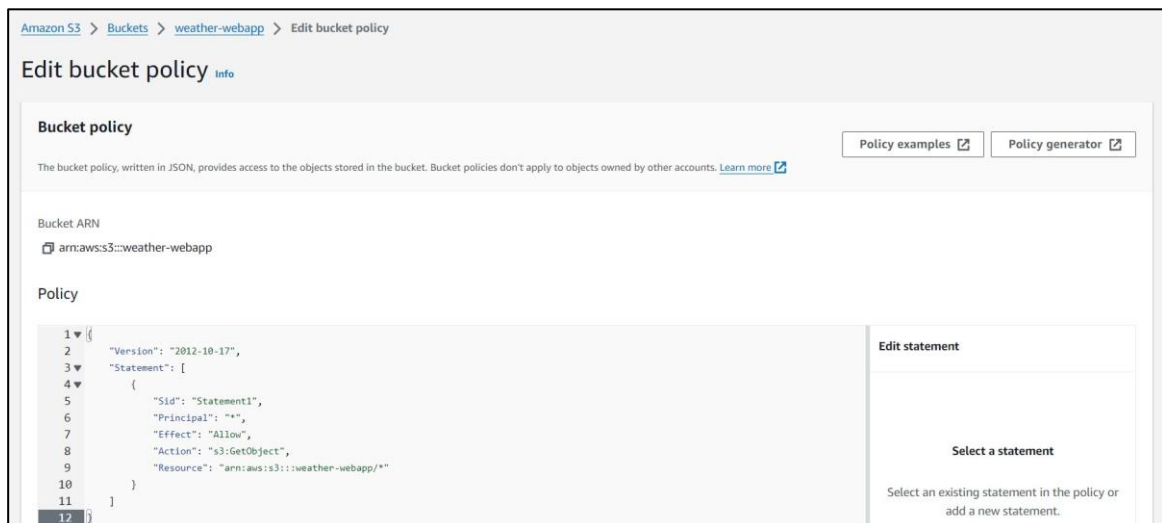 Amazon S3 > Buckets > weather-webapp > Edit bucket policy
Edit bucket policy Info
Bucket policy
Policy examples
Policy generator
The bucket policy, written in JSON, provides access to the objects stored in the bucket. Bucket policies don't apply to objects owned by other accounts. Learn more
Bucket ARN
arn:aws:s3:::weather-webapp
Policy
1 {
2 "Version": "2012-10-17",
3 "Statement": [
4 {
5 "Sid": "Statement1",
6 "Principal": "*",
7 "Effect": "Allow",
8 "Action": "s3:GetObject",
9 "Resource": "arn:aws:s3:::weather-webapp/*"
10 }
11 ]
12 }
Edit statement
Select a statement
Select an existing statement in the policy or
add a new statement.